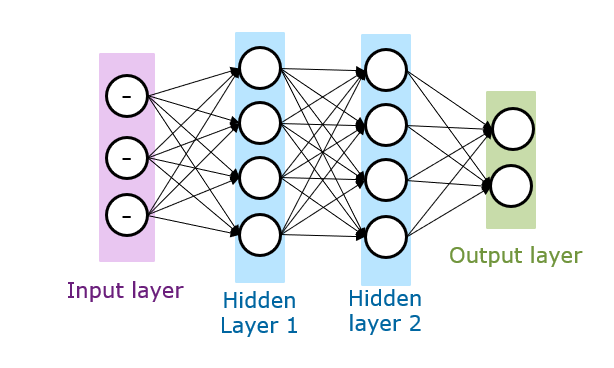 -
-
-
Input layer
Hidden
Layer 1
Hidden
layer 2
Output layer